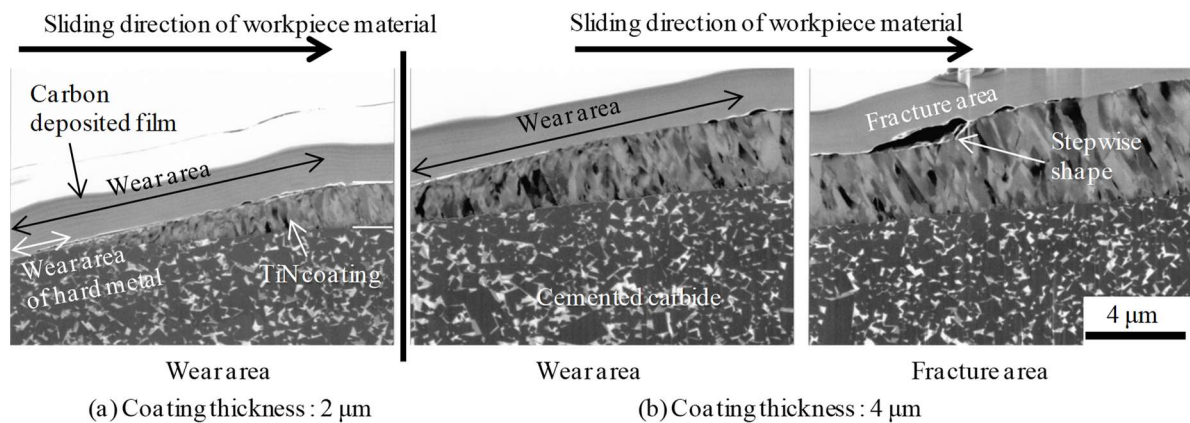 Sliding direction of workpiece material
Sliding direction of workpiece material
Carbon
deposited film
Wear area
Wear area
of hard metal
TiN coating
Wear area
Cemented carbide
Fracture area
Stepwise
shape
4 μm
Wear area
Wear area
Fracture area
(a) Coating thickness : 2 μm
(b) Coating thickness : 4 μm